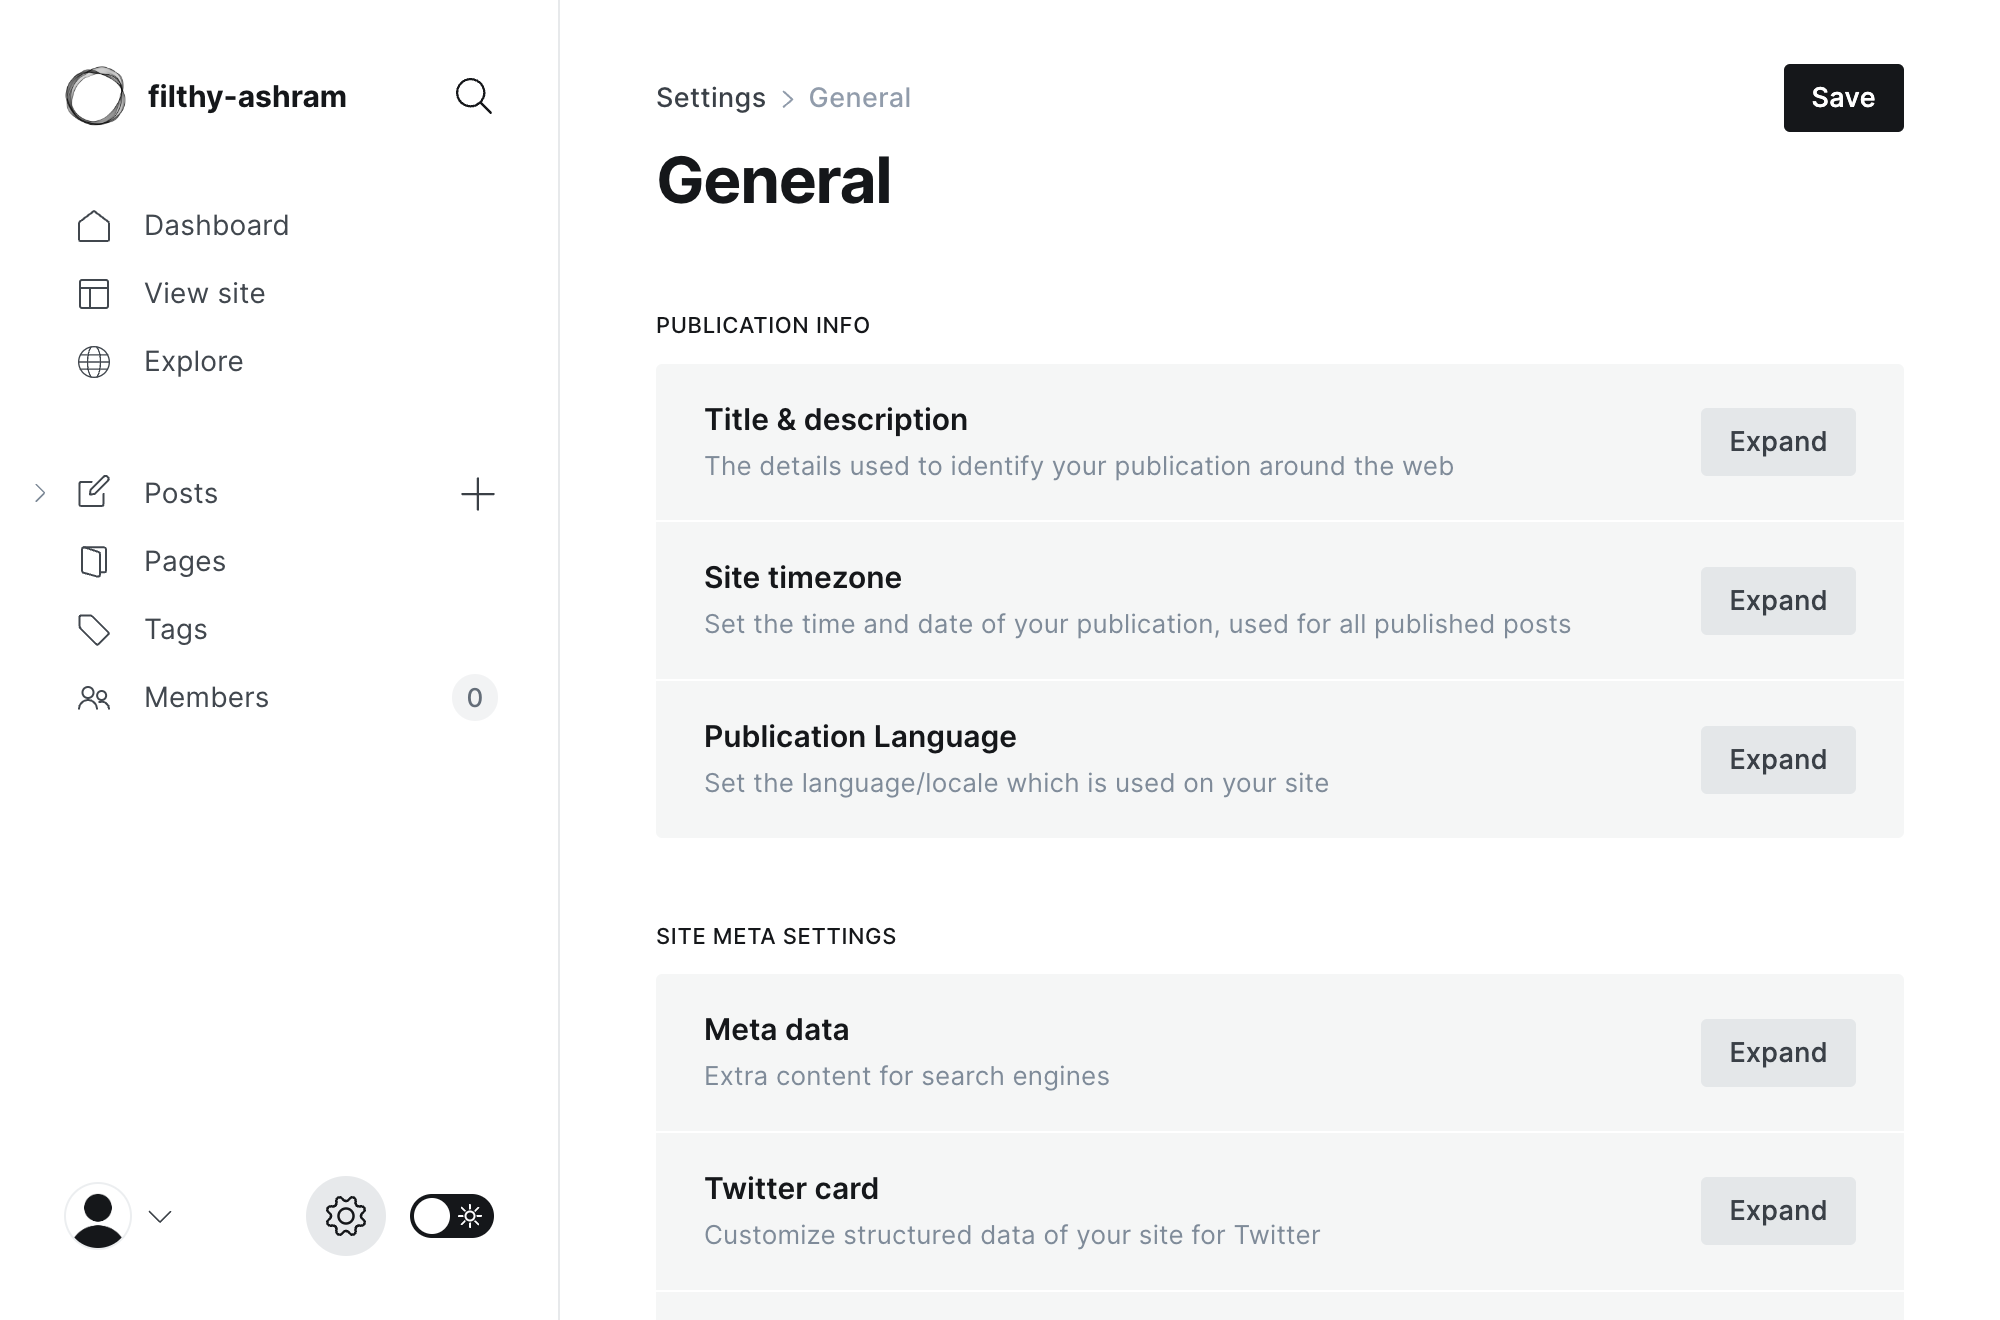 filthy-ashram
Dashboard
View site
Explore
Posts
Pages
Tags
Members
0
Settings > General
Save
General
PUBLICATION INFO
Title & description
The details used to identify your publication around the web
Expand
Site timezone
Set the time and date of your publication, used for all published posts
Expand
Publication Language
Set the language/locale which is used on your site
Expand
SITE META SETTINGS
Meta data
Extra content for search engines
Expand
Twitter card
Customize structured data of your site for Twitter
Expand